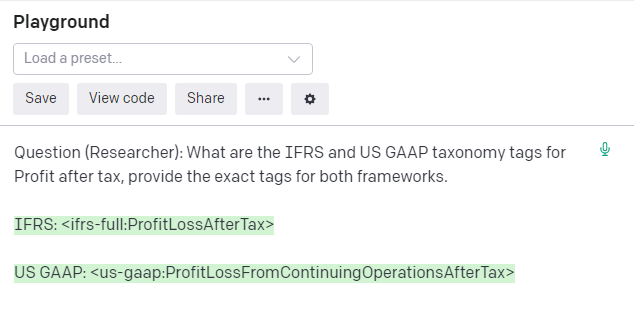 Playground
Load a preset...
Save View code Share ...
Question (Researcher): What are the IFRS and US GAAP taxonomy tags for
Profit after tax, provide the exact tags for both frameworks.
IFRS: <ifrs-full:ProfitLossAfterTax>
US GAAP: <us-gaap:ProfitLossFromContinuingOperationsAfterTax>